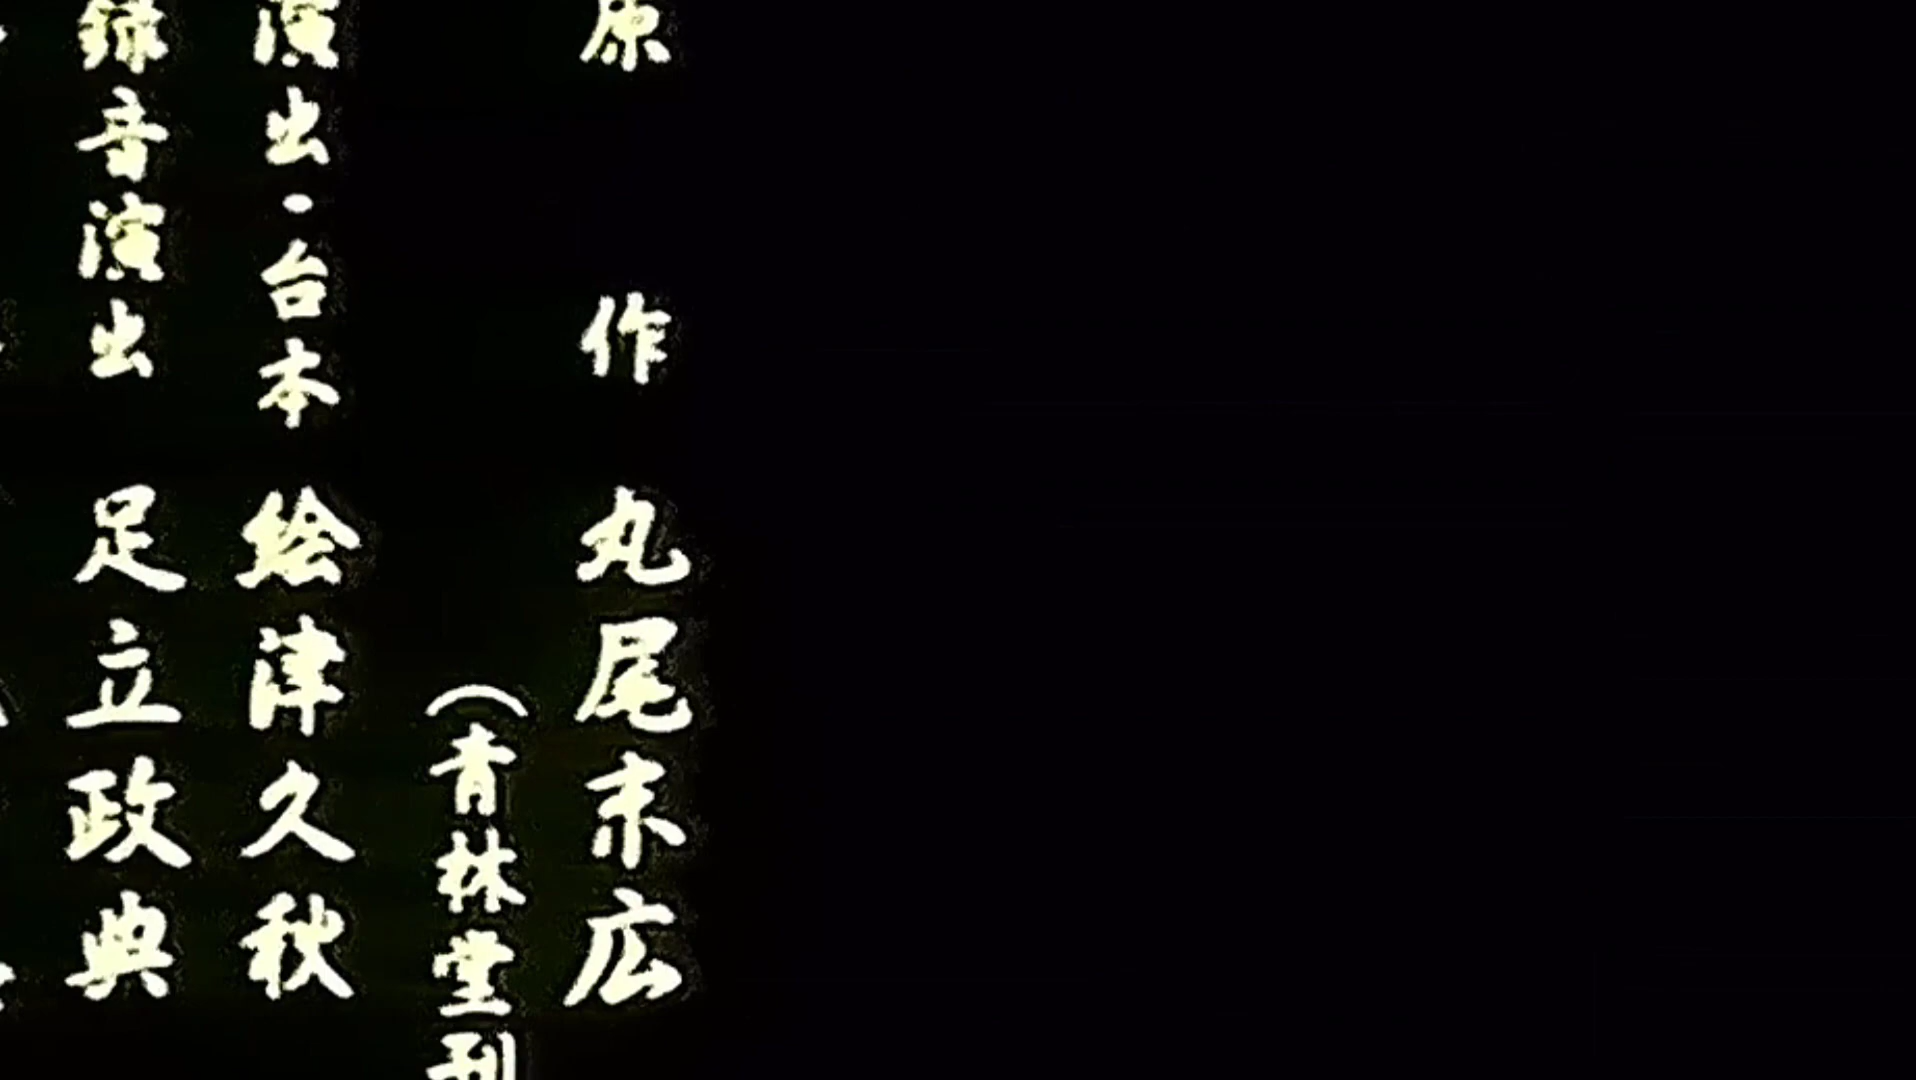 原 作 丸尾末広
(青林堂刊
演出・台本 絵津久秋
録音演出 足立政典